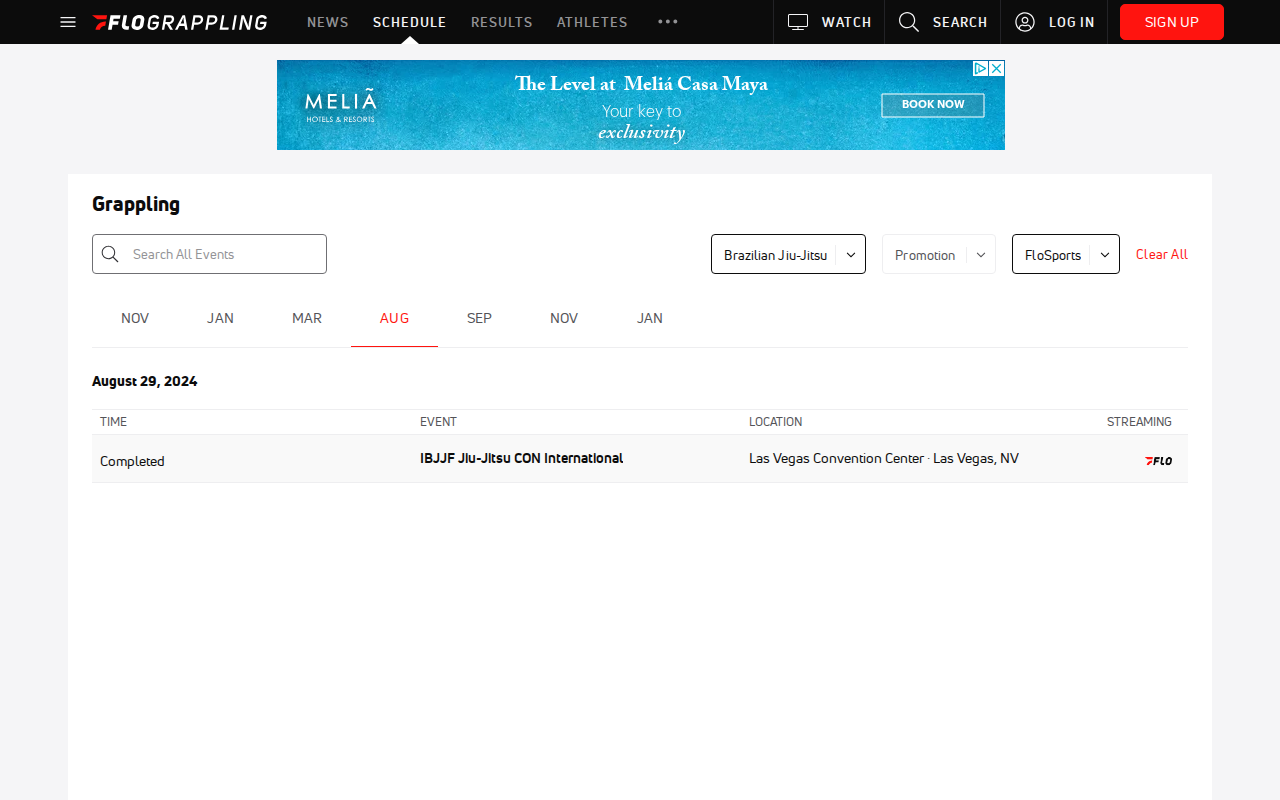 FLOGRAPPLING NEWS SCHEDULE RESULTS ATHLETES WATCH SEARCH LOG IN SIGN UP
MELIÃ
HOTELS & RESORTS
The Level at Meliá Casa Maya
Your key to
exclusivity
BOOK NOW
Grappling
Search All Events Brazilian Jiu-Jitsu Promotion FloSports Clear All
NOV JAN MAR AUG SEP NOV JAN
August 29, 2024
TIME EVENT LOCATION STREAMING
Completed IBJJF Jiu-Jitsu CON International Las Vegas Convention Center · Las Vegas, NV FLO